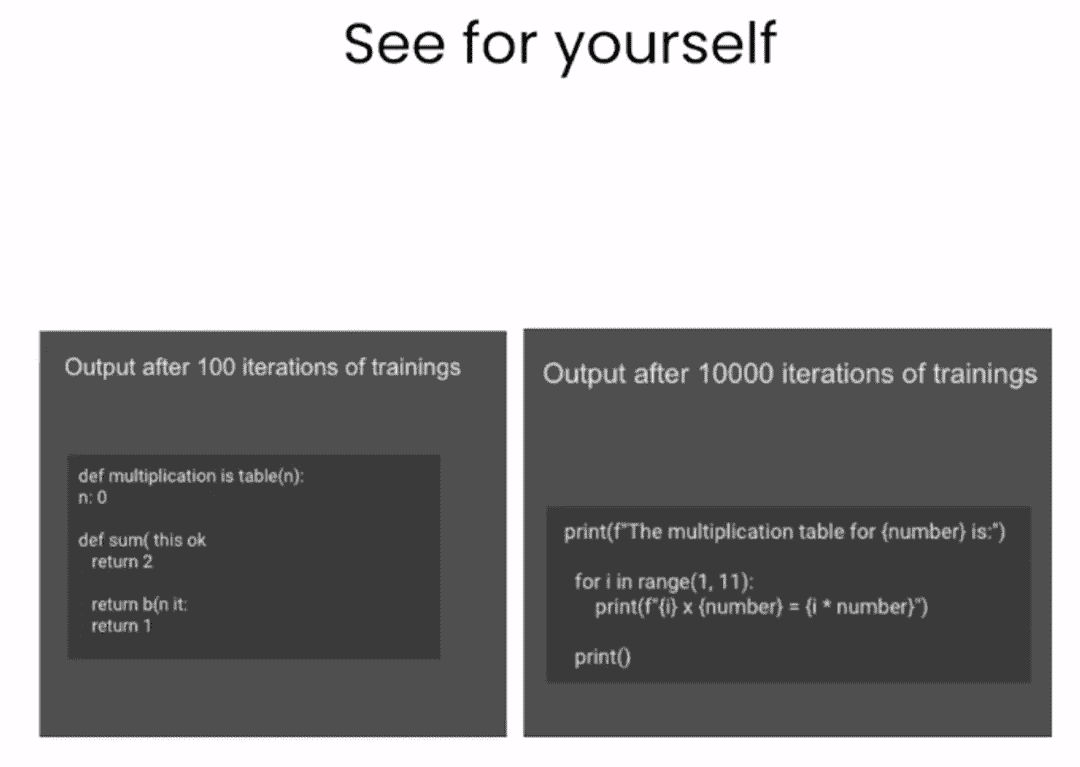 See for yourself
Output after 100 iterations of trainings
def multiplication is table(n):
n: 0
def sum( this ok
return 2
return b(n it:
return 1
Output after 10000 iterations of trainings
print(f"The multiplication table for {number} is:")
for i in range(1, 11):
print(f"{i} x {number} = {i * number}")
print()